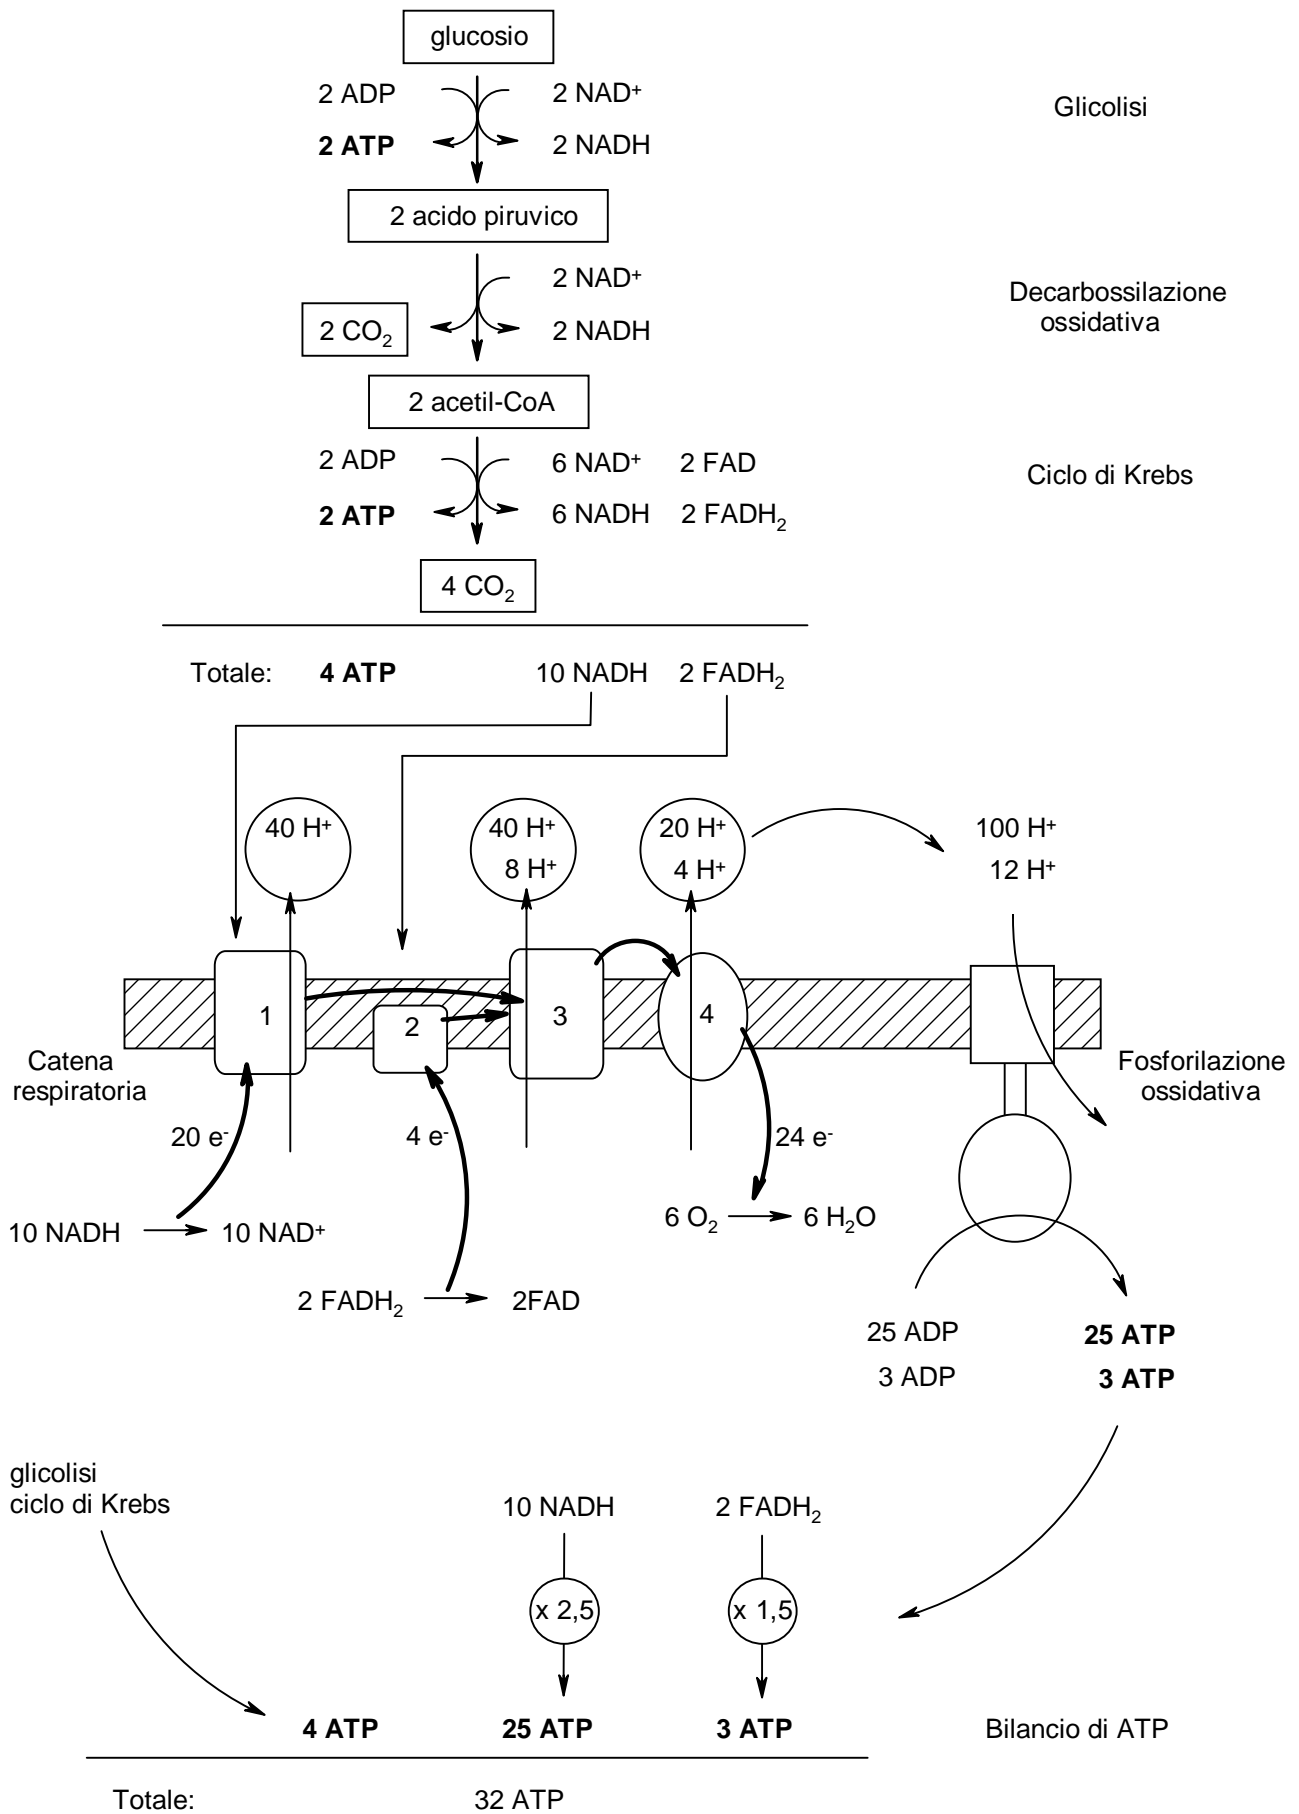 glucosio
2 ADP
2 NAD+
Glicolisi
2 ATP
2 NADH
2 acido piruvico
2 NAD+
Decarbossilazione
ossidativa
2 CO2
2 NADH
2 acetil-CoA
2 ADP
6 NAD+ 2 FAD
Ciclo di Krebs
2 ATP
6 NADH 2 FADH2
4 CO2
Totale: 4 ATP 10 NADH 2 FADH2
40 H+
40 H+
8 H+
20 H+
4 H+
100 H+
12 H+
1
2
3
4
Catena
respiratoria
Fosforilazione
ossidativa
20 e-
4 e-
24 e-
10 NADH
10 NAD+
6 O2
6 H2O
2 FADH2
2FAD
25 ADP
25 ATP
3 ADP
3 ATP
glicolisi
ciclo di Krebs
10 NADH
2 FADH2
x 2,5
x 1,5
4 ATP
25 ATP
3 ATP
Bilancio di ATP
Totale: 32 ATP